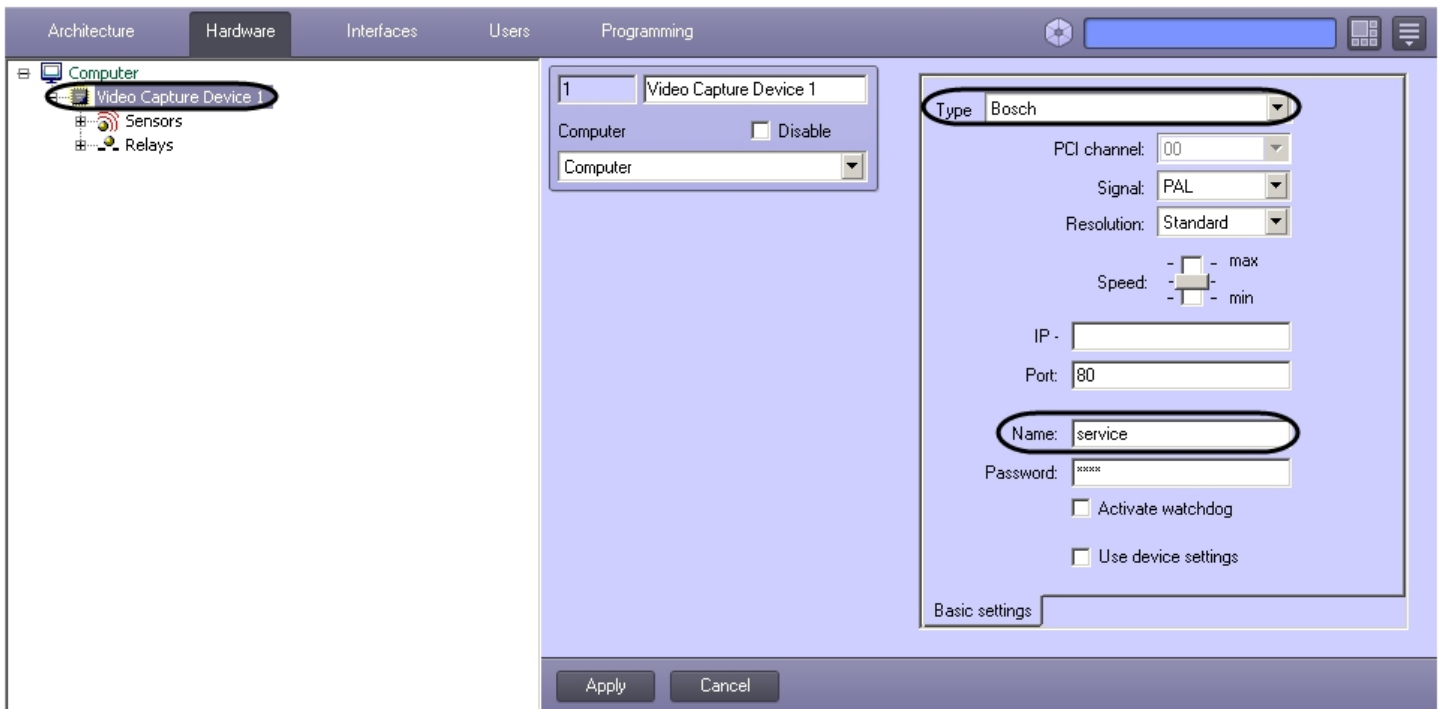 Architecture Hardware Interfaces Users Programming
Computer
Video Capture Device 1
Sensors
Relays
1 Video Capture Device 1
Computer Disable
Computer
Type Bosch
PCI channel: 00
Signal: PAL
Resolution: Standard
max
Speed:
min
IP -
Port: 80
Name: service
Password: ****
Activate watchdog
Use device settings
Basic settings
Apply Cancel